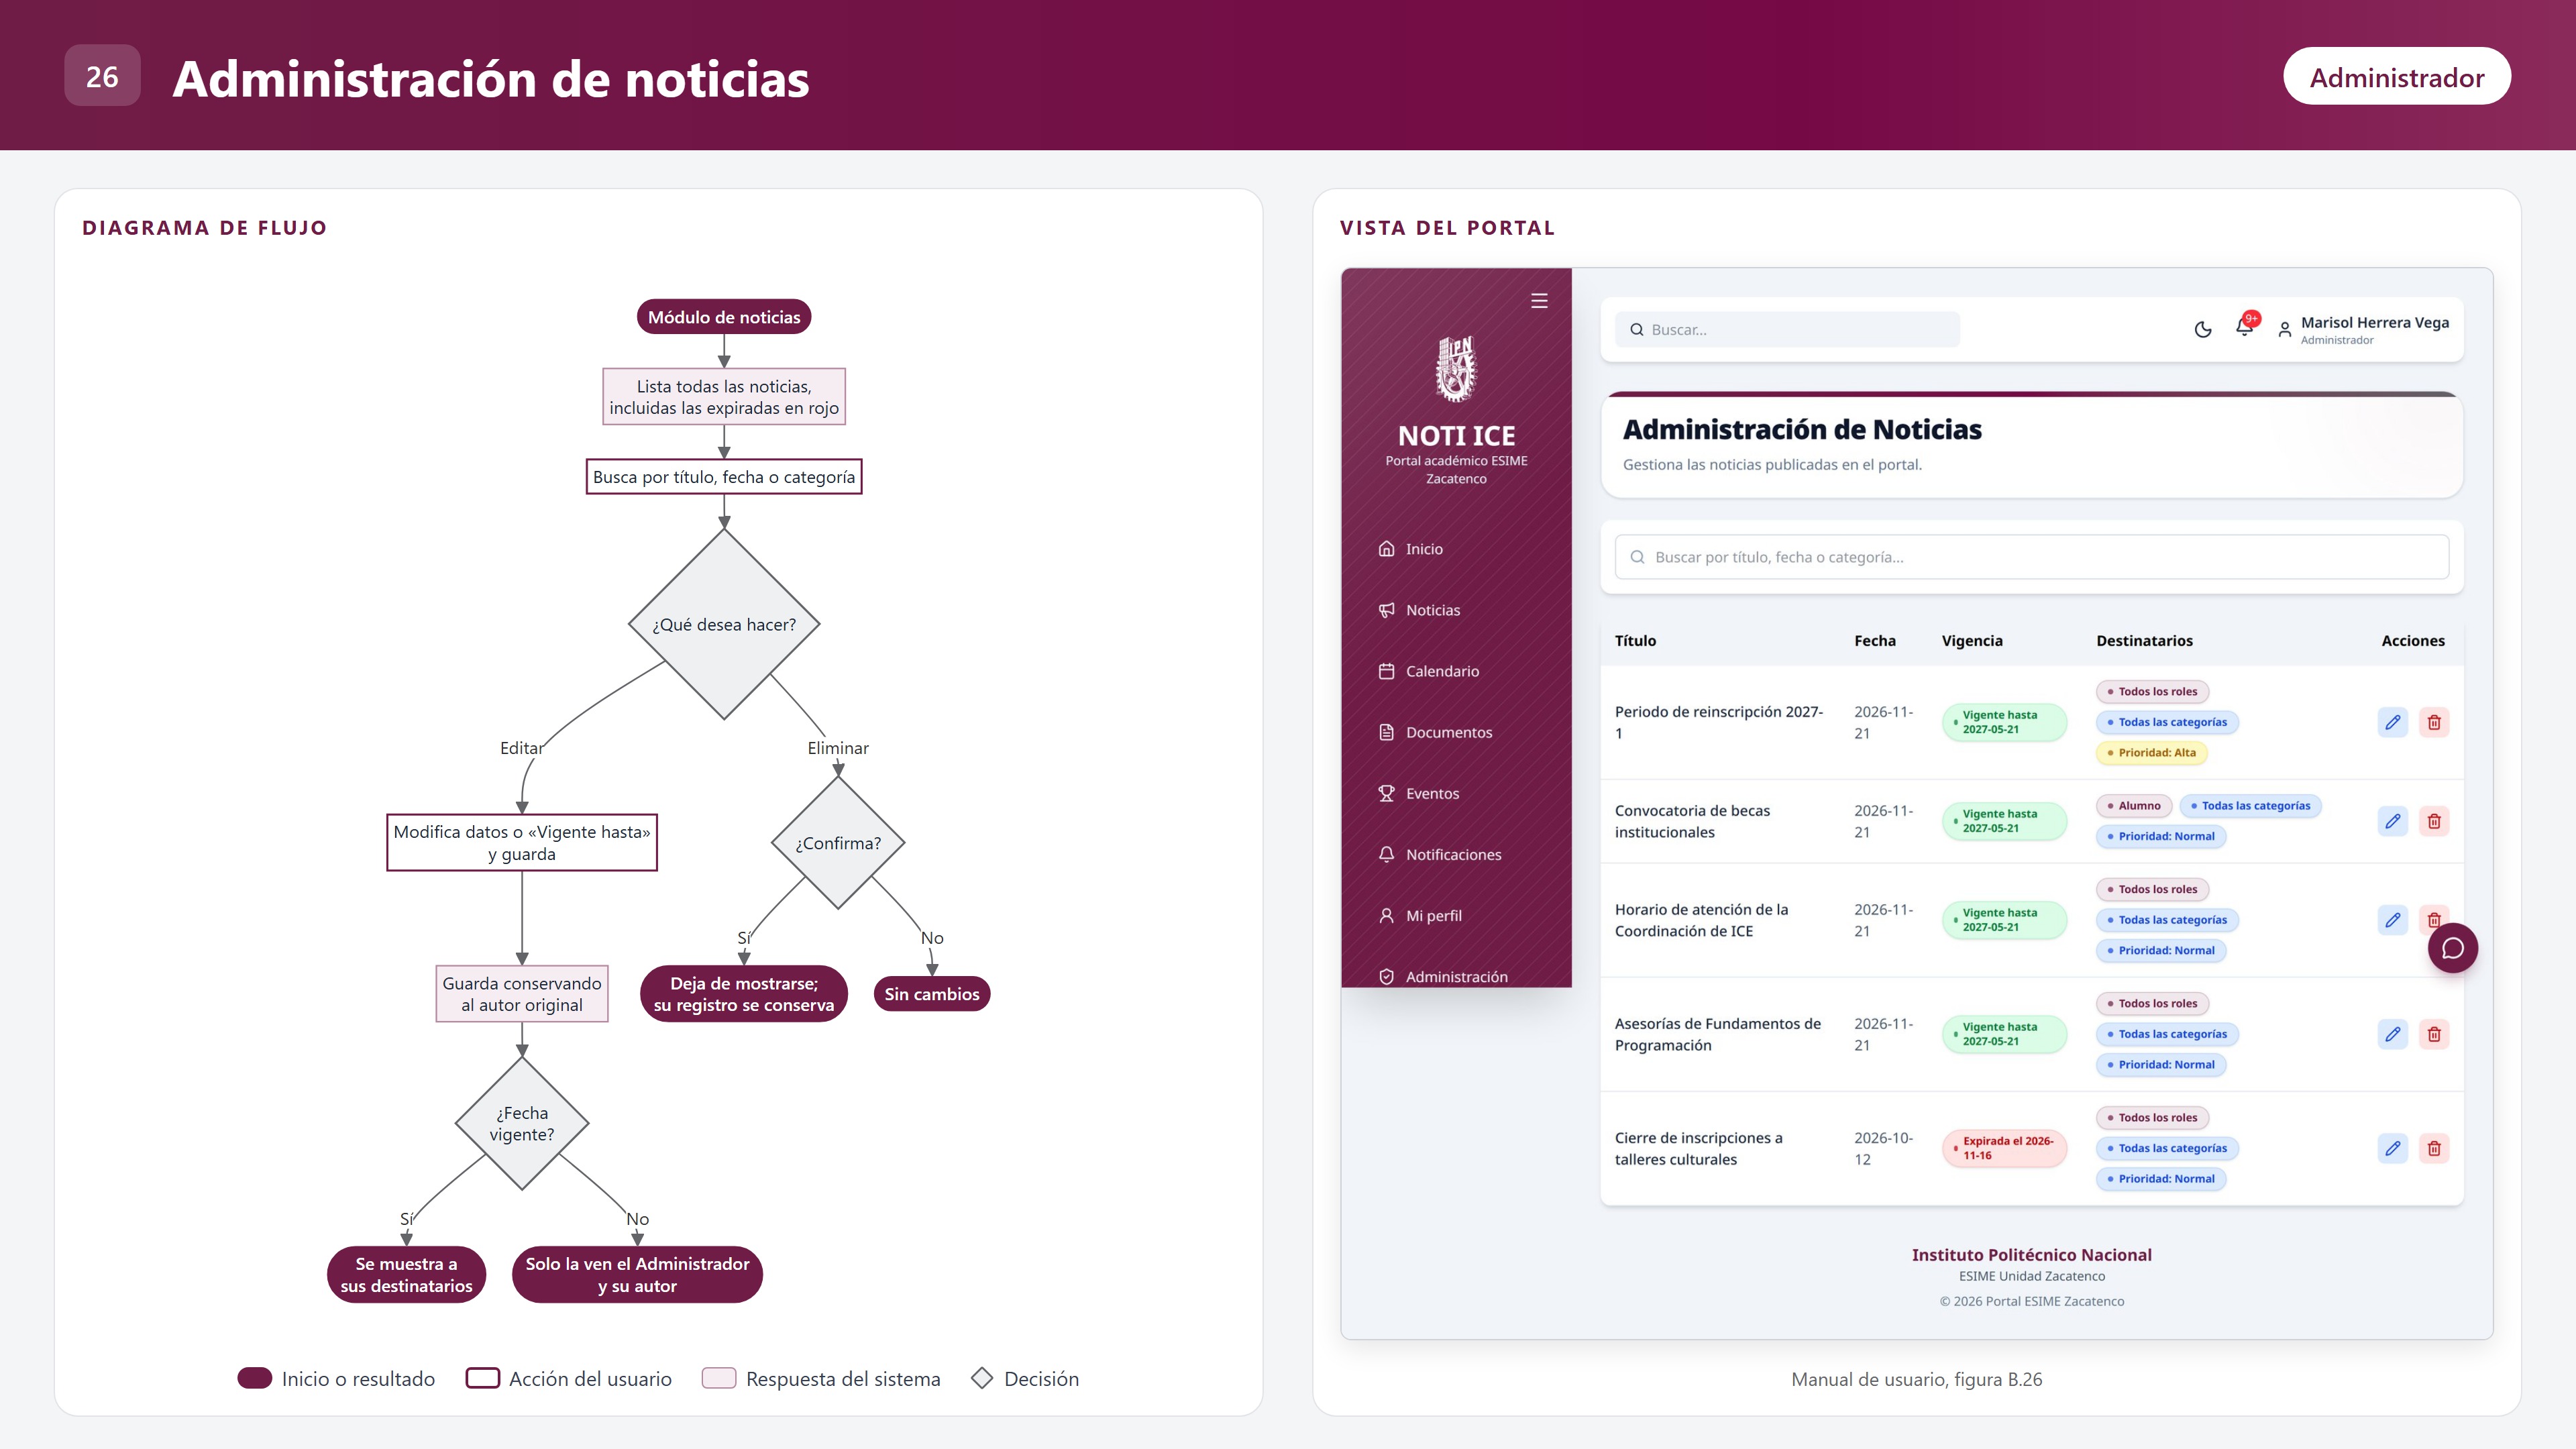 26
Administración de noticias
Administrador
DIAGRAMA DE FLUJO
Módulo de noticias
Lista todas las noticias,
incluidas las expiradas en rojo
Busca por título, fecha o categoría
¿Qué desea hacer?
Editar
Eliminar
Modifica datos o «Vigente hasta»
y guarda
¿Confirma?
Sí
No
Guarda conservando
al autor original
Deja de mostrarse;
su registro se conserva
Sin cambios
¿Fecha
vigente?
Sí
No
Se muestra a
sus destinatarios
Solo la ven el Administrador
y su autor
Inicio o resultado
Acción del usuario
Respuesta del sistema
Decisión
VISTA DEL PORTAL
IPN
NOTI ICE
Portal académico ESIME
Zacatenco
Inicio
Noticias
Calendario
Documentos
Eventos
Notificaciones
Mi perfil
Administración
Buscar...
9+
Marisol Herrera Vega
Administrador
Administración de Noticias
Gestiona las noticias publicadas en el portal.
Buscar por título, fecha o categoría...
Título
Fecha
Vigencia
Destinatarios
Acciones
Periodo de reinscripción 2027-
1
2026-11-
21
Vigente hasta
2027-05-21
Todos los roles
Todas las categorías
Prioridad: Alta
Convocatoria de becas
institucionales
2026-11-
21
Vigente hasta
2027-05-21
Alumno
Todas las categorías
Prioridad: Normal
Horario de atención de la
Coordinación de ICE
2026-11-
21
Vigente hasta
2027-05-21
Todos los roles
Todas las categorías
Prioridad: Normal
Asesorías de Fundamentos de
Programación
2026-11-
21
Vigente hasta
2027-05-21
Todos los roles
Todas las categorías
Prioridad: Normal
Cierre de inscripciones a
talleres culturales
2026-10-
12
Expirada el 2026-
11-16
Todos los roles
Todas las categorías
Prioridad: Normal
Instituto Politécnico Nacional
ESIME Unidad Zacatenco
© 2026 Portal ESIME Zacatenco
Manual de usuario, figura B.26